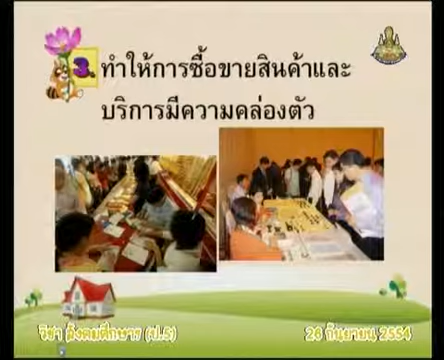 3. ทำให้การซื้อขายสินค้าและ
บริการมีความคล่องตัว
วิชา สังคมศึกษาฯ (ป.5)
26 กันยายน 2554